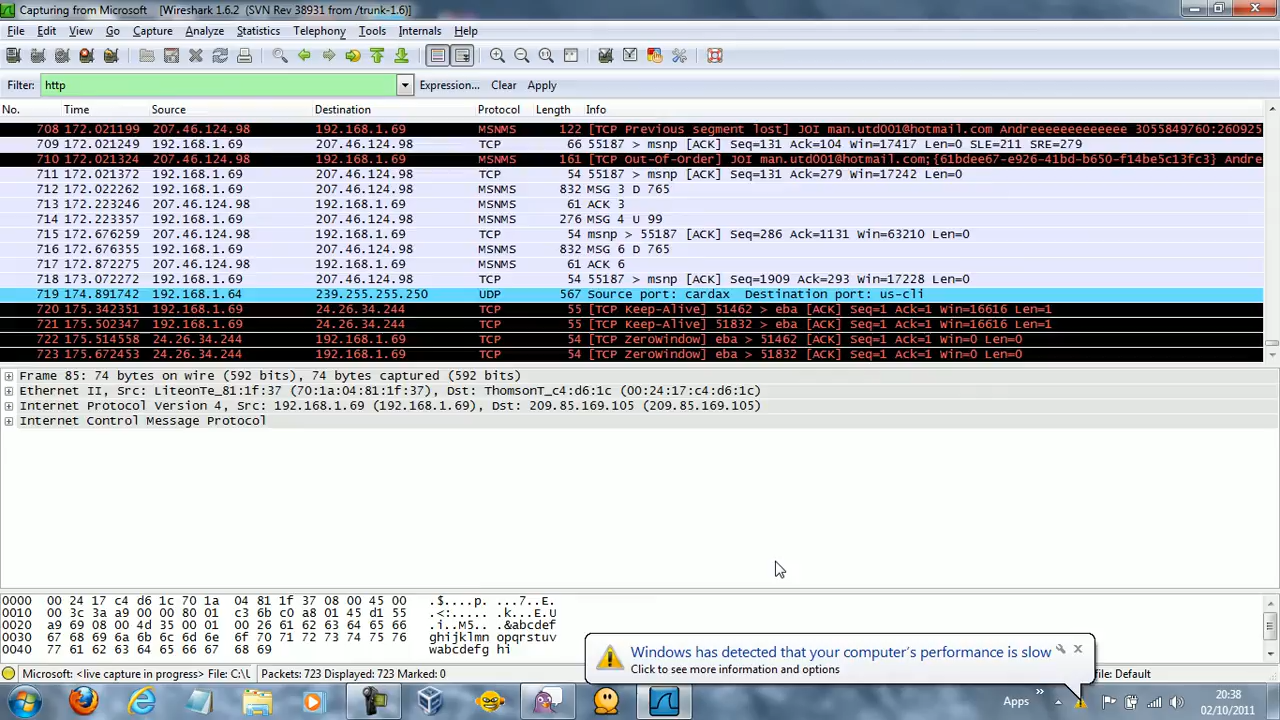 Capturing from Microsoft [Wireshark 1.6.2 (SVN Rev 38931 from /trunk-1.6)]
File Edit View Go Capture Analyze Statistics Telephony Tools Internals Help
Filter: http Expression... Clear Apply
No. Time Source Destination Protocol Length Info
708 172.021199 207.46.124.98 192.168.1.69 MSNMS 122 [TCP Previous segment lost] JOI man.utd001@hotmail.com Andreeeeeeeeeeeee 3055849760:260925
709 172.021249 192.168.1.69 207.46.124.98 TCP 66 55187 > msnp [ACK] Seq=131 Ack=104 Win=17417 Len=0 SLE=211 SRE=279
710 172.021324 207.46.124.98 192.168.1.69 MSNMS 161 [TCP Out-Of-Order] JOI man.utd001@hotmail.com;{61bdee67-e926-41bd-b650-f14be5c13fc3} Andre
711 172.021372 192.168.1.69 207.46.124.98 TCP 54 55187 > msnp [ACK] Seq=131 Ack=279 Win=17242 Len=0
712 172.022262 192.168.1.69 207.46.124.98 MSNMS 832 MSG 3 D 765
713 172.223246 207.46.124.98 192.168.1.69 MSNMS 61 ACK 3
714 172.223357 192.168.1.69 207.46.124.98 MSNMS 276 MSG 4 U 99
715 172.676259 207.46.124.98 192.168.1.69 TCP 54 msnp > 55187 [ACK] Seq=286 Ack=1131 Win=63210 Len=0
716 172.676355 192.168.1.69 207.46.124.98 MSNMS 832 MSG 6 D 765
717 172.872275 207.46.124.98 192.168.1.69 MSNMS 61 ACK 6
718 173.072272 192.168.1.69 207.46.124.98 TCP 54 55187 > msnp [ACK] Seq=1909 Ack=293 Win=17228 Len=0
719 174.891742 192.168.1.64 239.255.255.250 UDP 567 Source port: cardax Destination port: us-cli
720 175.342351 192.168.1.69 24.26.34.244 TCP 55 [TCP Keep-Alive] 51462 > eba [ACK] Seq=1 Ack=1 Win=16616 Len=1
721 175.502347 192.168.1.69 24.26.34.244 TCP 55 [TCP Keep-Alive] 51832 > eba [ACK] Seq=1 Ack=1 Win=16616 Len=1
722 175.514558 24.26.34.244 192.168.1.69 TCP 54 [TCP ZeroWindow] eba > 51462 [ACK] Seq=1 Ack=1 Win=0 Len=0
723 175.672453 24.26.34.244 192.168.1.69 TCP 54 [TCP ZeroWindow] eba > 51832 [ACK] Seq=1 Ack=1 Win=0 Len=0
Frame 85: 74 bytes on wire (592 bits), 74 bytes captured (592 bits)
Ethernet II, Src: LiteonTe_81:1f:37 (70:1a:04:81:1f:37), Dst: ThomsonT_c4:d6:1c (00:24:17:c4:d6:1c)
Internet Protocol Version 4, Src: 192.168.1.69 (192.168.1.69), Dst: 209.85.169.105 (209.85.169.105)
Internet Control Message Protocol
0000 00 24 17 c4 d6 1c 70 1a 04 81 1f 37 08 00 45 00 .$....p. ...7..E.
0010 00 3c 3a a9 00 00 80 01 c3 6b c0 a8 01 45 d1 55 .<:..... .k...E.U
0020 a9 69 08 00 4d 35 00 01 00 26 61 62 63 64 65 66 .i..M5.. .&abcdef
0030 67 68 69 6a 6b 6c 6d 6e 6f 70 71 72 73 74 75 76 ghijklmn opqrstuv
0040 77 61 62 63 64 65 66 67 68 69 wabcdefg hi
Windows has detected that your computer's performance is slow
Click to see more information and options
Microsoft: <live capture in progress> File: C:\U Packets: 723 Displayed: 723 Marked: 0 Default
Apps 20:38
02/10/2011